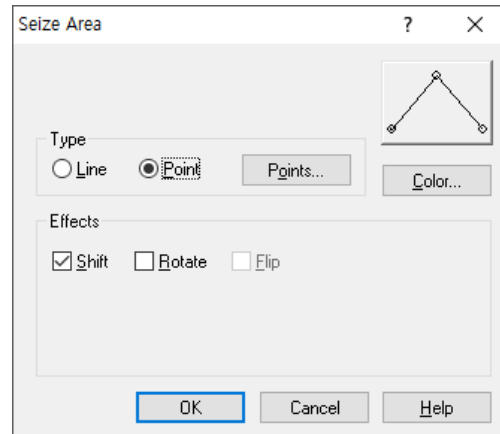 Seize Area ? ×
Type
Line Point Points...
Color...
Effects
Shift Rotate Flip
OK Cancel Help